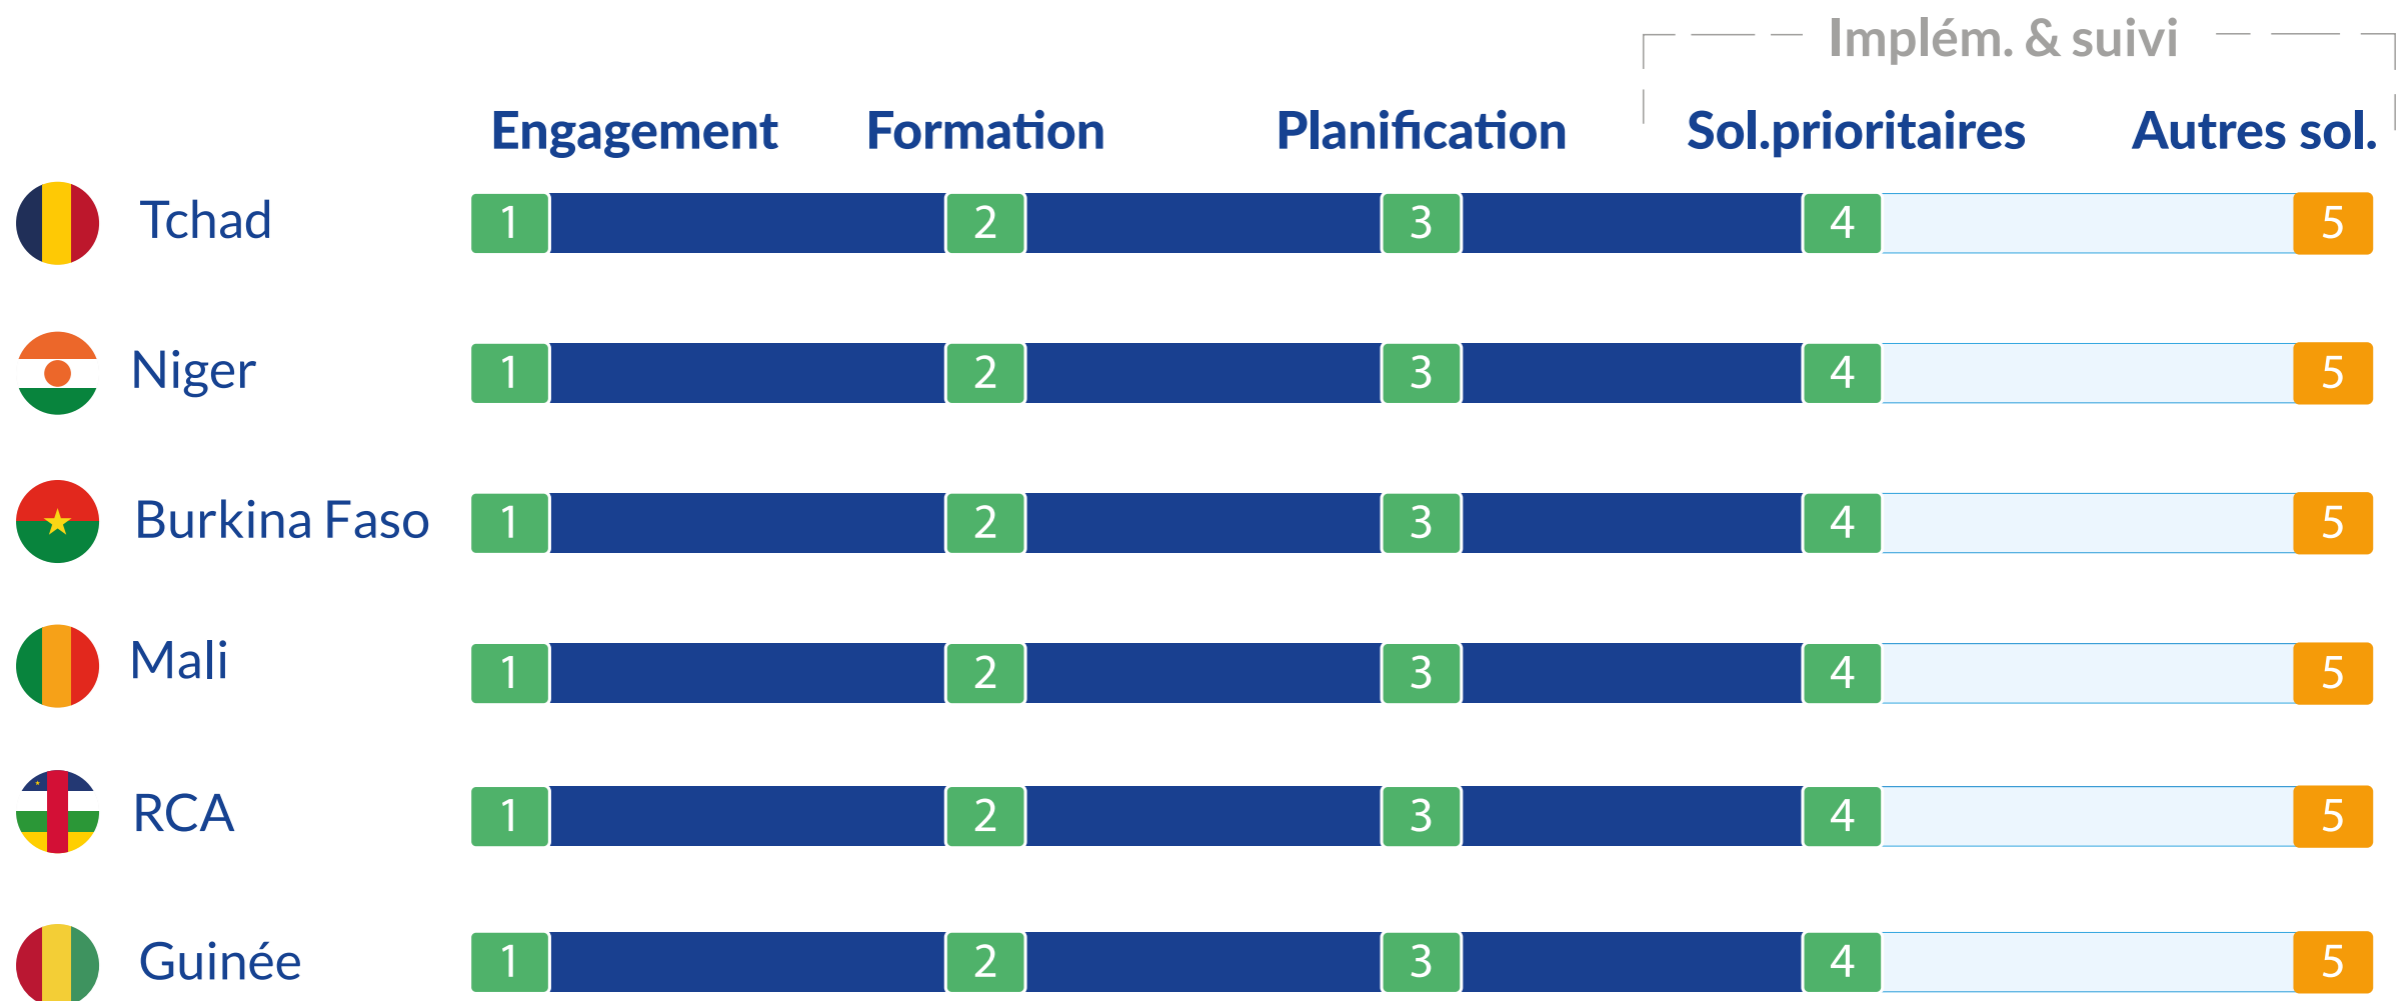 Implém. & suivi
Engagement Formation Planification Sol.prioritaires Autres sol.
Tchad 1 2 3 4 5
Niger 1 2 3 4 5
Burkina Faso 1 2 3 4 5
Mali 1 2 3 4 5
RCA 1 2 3 4 5
Guinée 1 2 3 4 5